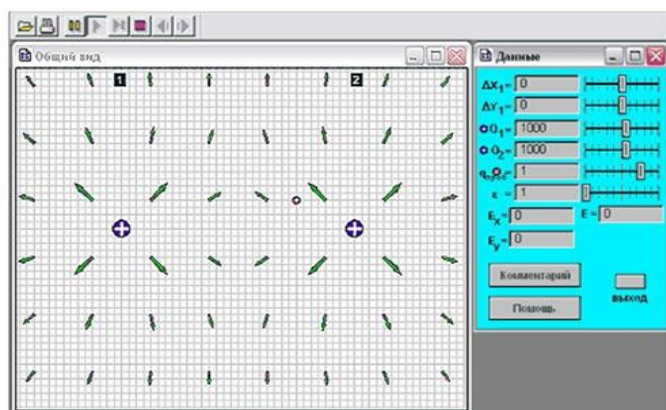 Общий вид
1 2
Данные
ΔX1= 0
ΔY1= 0
Q1= 1000
Q2= 1000
= 1
ε = 1
Ex= 0 E= 0
Ey= 0
Комментарий
выход
Помощь